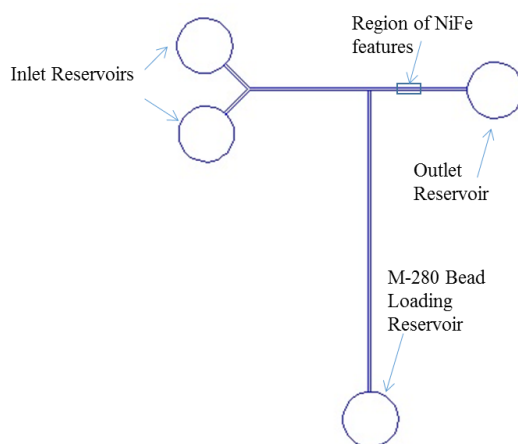 Region of NiFe
features
Inlet Reservoirs
Outlet
Reservoir
M-280 Bead
Loading
Reservoir